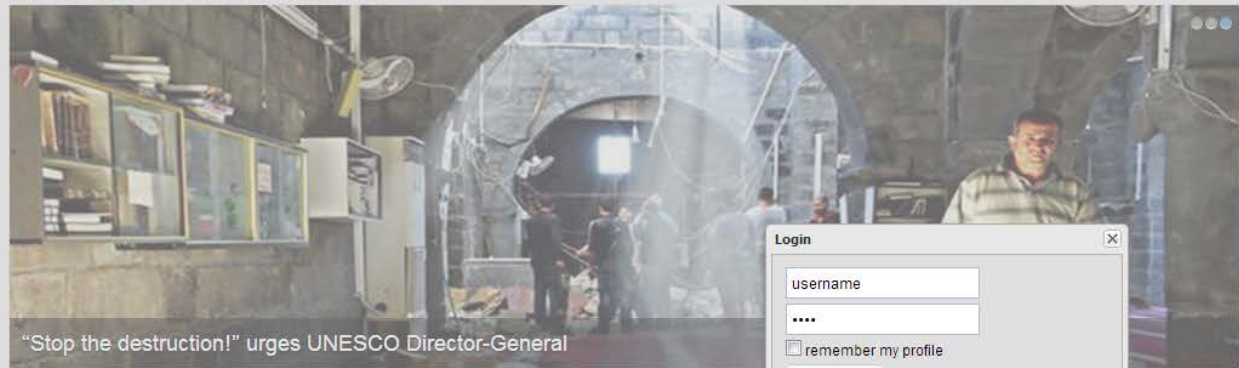 “Stop the destruction!” urges UNESCO Director-General
Login
username
••••
remember my profile